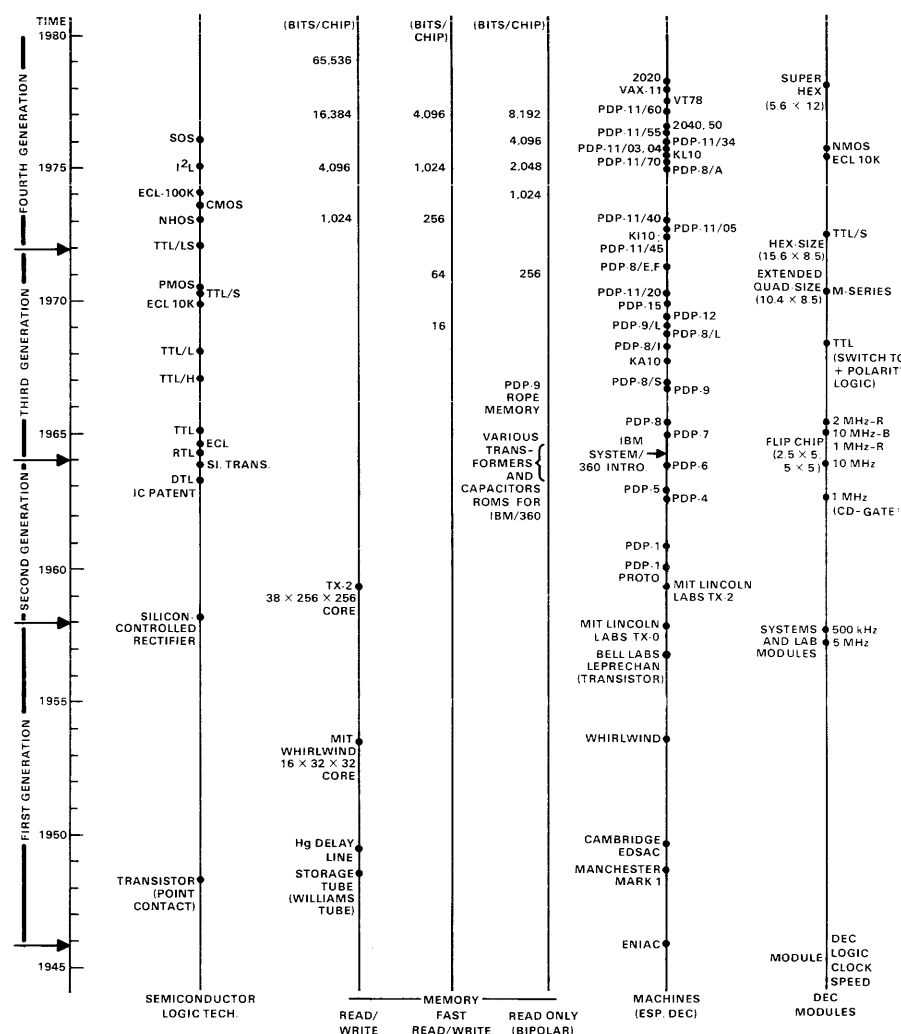 TIME
(BITS/CHIP)
(BITS/
CHIP)
(BITS/CHIP)
1980
1975
1970
1965
1960
1955
1950
1945
FOURTH GENERATION
THIRD GENERATION
SECOND GENERATION
FIRST GENERATION
SOS
I²L
ECL-100K
CMOS
NHOS
TTL/LS
PMOS
TTL/S
ECL 10K
TTL/L
TTL/H
TTL
ECL
RTL
SI. TRANS.
DTL
IC PATENT
SILICON-
CONTROLLED
RECTIFIER
TRANSISTOR
(POINT
CONTACT)
SEMICONDUCTOR
LOGIC TECH.
65,536
16,384
4,096
1,024
TX-2
38 × 256 × 256
CORE
MIT
WHIRLWIND
16 × 32 × 32
CORE
Hg DELAY
LINE
STORAGE
TUBE
(WILLIAMS
TUBE)
4,096
1,024
256
64
16
8.192
4,096
2,048
1,024
256
PDP-9
ROPE
MEMORY
VARIOUS
TRANS-
FORMERS
AND
CAPACITORS
ROMS FOR
IBM/360
MEMORY
READ/
WRITE
FAST
READ/WRITE
READ ONLY
(BIPOLAR)
2020
VAX-11
VT78
PDP-11/60
2040, 50
PDP-11/55
PDP-11/34
PDP-11/03, 04
KL10
PDP-11/70
PDP-8/A
PDP-11/40
PDP-11/05
KI10
PDP-11/45
PDP-8/E,F
PDP-11/20
PDP-15
PDP-12
PDP-9/L
PDP-8/L
PDP-8/I
KA10
PDP-8/S
PDP-9
PDP-8
PDP-7
IBM
SYSTEM/
360 INTRO.
PDP-6
PDP-5
PDP-4
PDP-1
PDP-1
PROTO
MIT LINCOLN
LABS TX-2
MIT LINCOLN
LABS TX-0
BELL LABS
LEPRECHAN
(TRANSISTOR)
WHIRLWIND
CAMBRIDGE
EDSAC
MANCHESTER
MARK 1
ENIAC
MACHINES
(ESP. DEC)
SUPER
HEX
(5.6 × 12)
NMOS
ECL 10K
TTL/S
HEX-SIZE
(15.6 × 8.5)
EXTENDED
QUAD-SIZE
(10.4 × 8.5)
M-SERIES
TTL
(SWITCH TO
+ POLARITY
LOGIC)
2 MHz-R
10 MHz-B
1 MHz-R
FLIP CHIP
(2.5 × 5.
5 × 5)
10 MHz
1 MHz
(CD-GATE
SYSTEMS
AND LAB
MODULES
500 kHz
5 MHz
MODULE
DEC
LOGIC
CLOCK
SPEED
DEC
MODULES